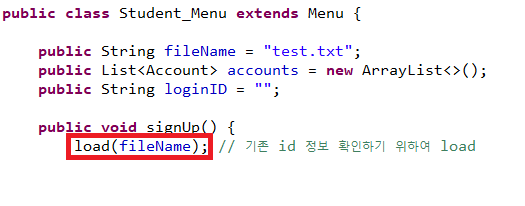 public class Student_Menu extends Menu {
public String fileName = "test.txt";
public List<Account> accounts = new ArrayList<>();
public String loginID = "";
public void signUp() {
load(fileName); // 기존 id 정보 확인하기 위하여 load